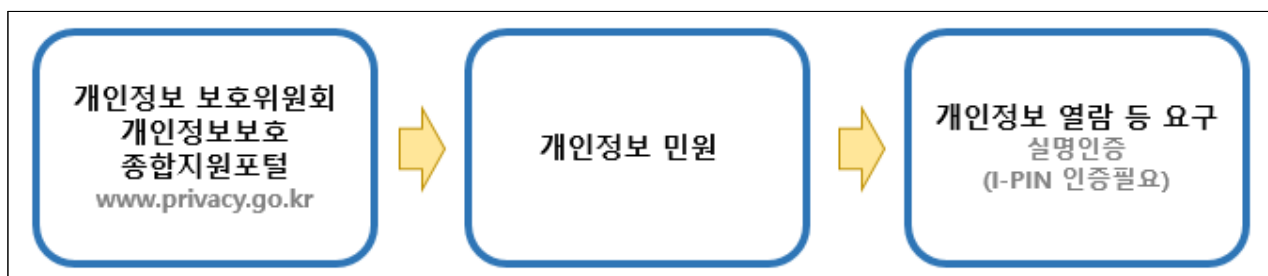 개인정보 보호위원회
개인정보보호
종합지원포털
www.privacy.go.kr
개인정보 민원
개인정보 열람 등 요구
실명인증
(I-PIN 인증필요)